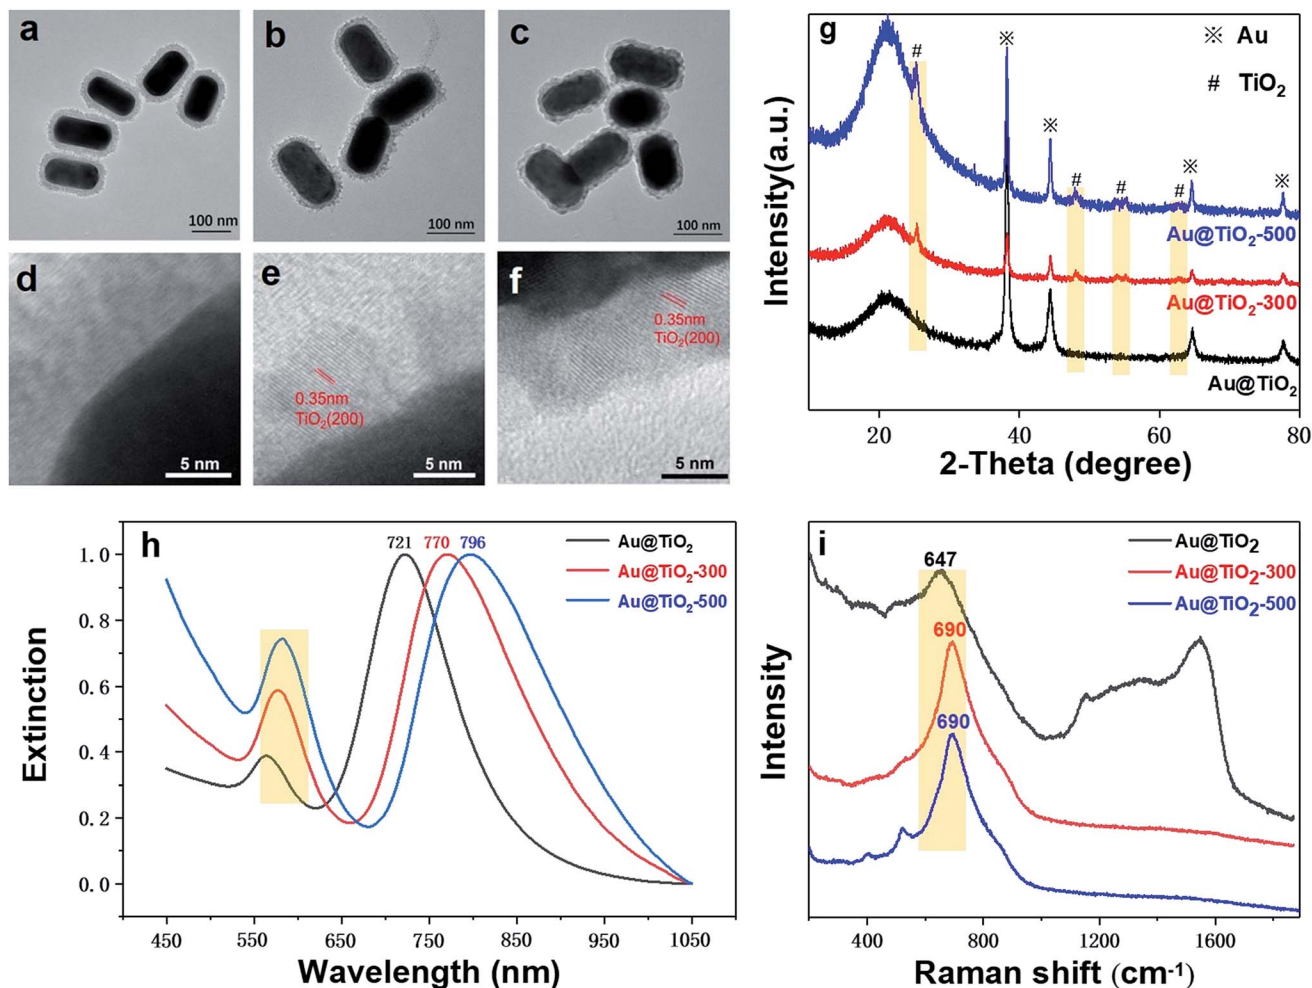 a
100 nm
b
100 nm
c
100 nm
d
5 nm
e
0.35nm
TiO2(200)
5 nm
f
0.35nm
TiO2(200)
5 nm
g
※ Au
# TiO2
#
※
※
#
#
#
※
※
Au@TiO2-500
Au@TiO2-300
Au@TiO2
Intensity(a.u.)
20
40
60
80
2-Theta (degree)
h
721
770
796
Au@TiO2
Au@TiO2-300
Au@TiO2-500
Extinction
1.0
0.8
0.6
0.4
0.2
0.0
450
550
650
750
850
950
1050
Wavelength (nm)
i
647
690
690
Au@TiO2
Au@TiO2-300
Au@TiO2-500
Intensity
400
800
1200
1600
Raman shift (cm-1)